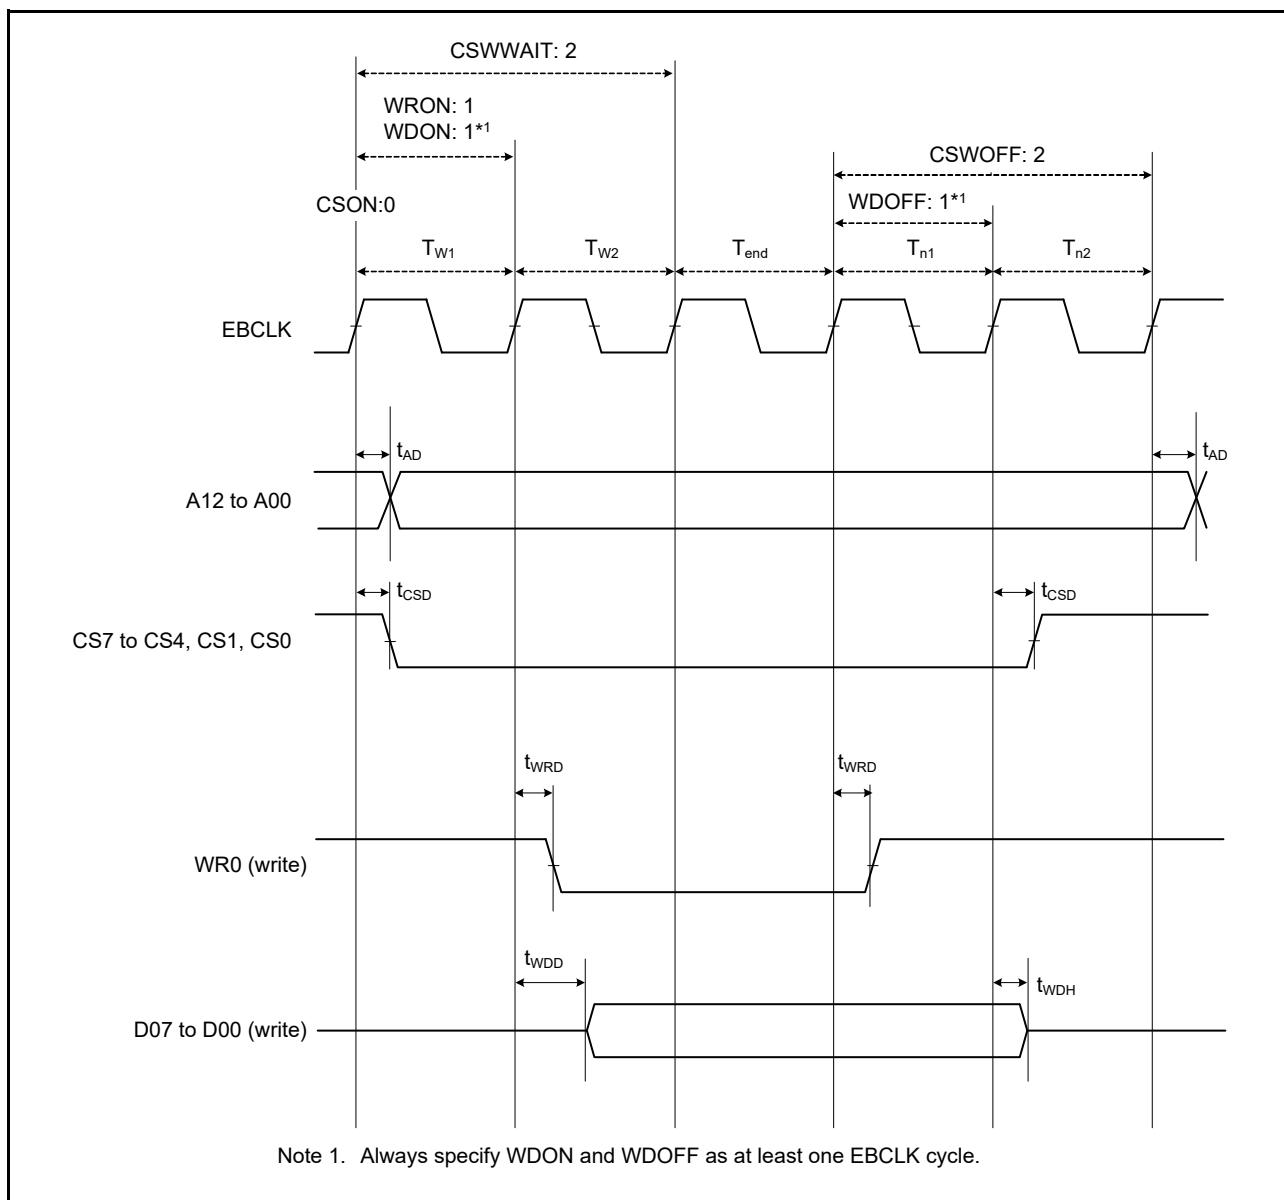 CSWWAIT: 2
WRON: 1
WDON: 1*1
CSWOFF: 2
WDOFF: 1*1
CSON:0
TW1 TW2 Tend Tn1 Tn2
EBCLK
tAD tAD
A12 to A00
tCSD tCSD
CS7 to CS4, CS1, CS0
tWRD tWRD
WR0 (write)
tWDD tWDH
D07 to D00 (write)
Note 1. Always specify WDON and WDOFF as at least one EBCLK cycle.